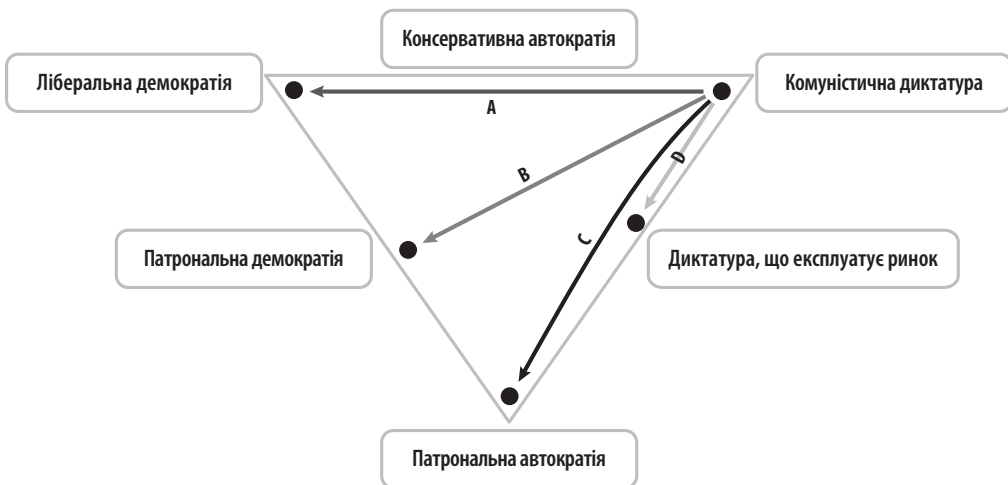 Консервативна автократія
Ліберальна демократія
Комуністична диктатура
A
B
C
D
Патрональна демократія
Диктатура, що експлуатує ринок
Патрональна автократія